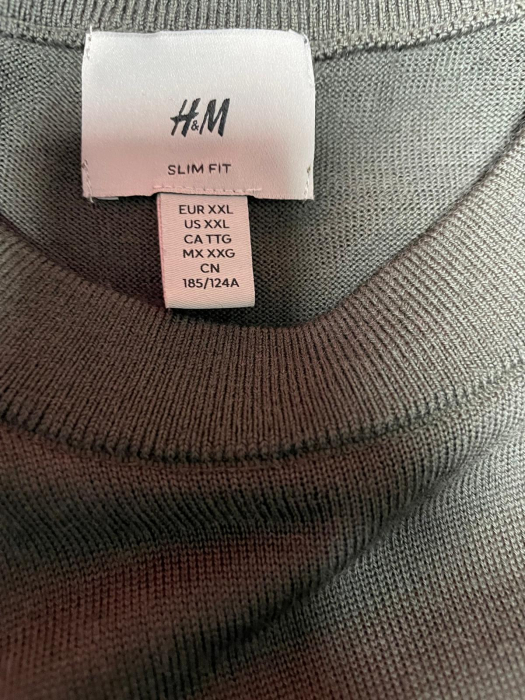 H&M
SLIM FIT
EUR XXL
US XXL
CA TTG
MX XXG
CN
185/124A